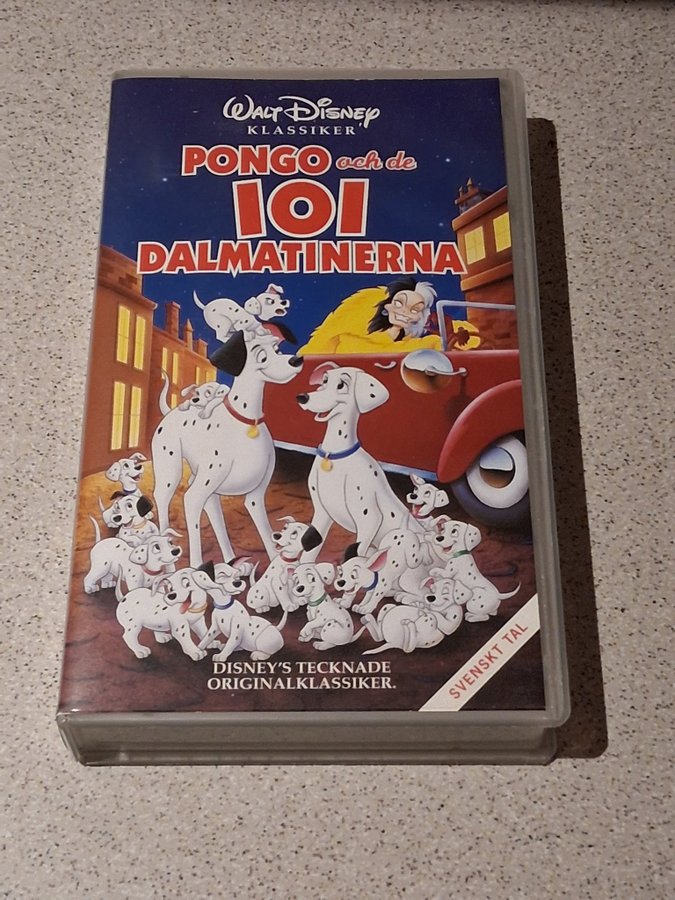 WALT DISNEY
KLASSIKER
PONGO och de
101
DALMATINERNA
DISNEY'S TECKNADE
ORIGINALKLASSIKER.
SVENSKT TAL